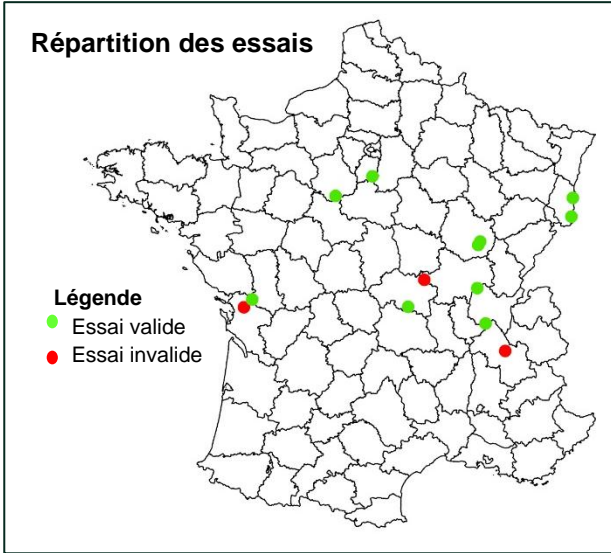 Répartition des essais
Légende
Essai valide
Essai invalide